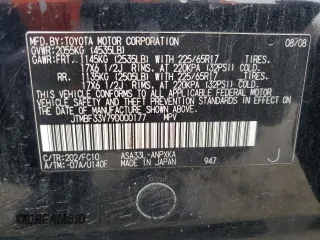 MFD.BY:TOYOTA MOTOR CORPORATION 08/08
GVWR:2055KG (4535LB)
GAWR:FRT. 1145KG (2535LB) WITH 225/65R17 TIRES,
17X6 1/2J RIMS, AT 220KPA (32PSI) COLD
RR. 1135KG (2505LB) WITH 225/65R17 TIRES,
17X6 1/2J RIMS, AT 220KPA (32PSI) COLD
THIS VEHICLE CONFORMS TO ALL APPLICABLE FEDERAL
MOTOR VEHICLE SAFETY AND THEFT PREVENTION
STANDARDS IN EFFECT ON THE DATE OF
MANUFACTURE SHOWN ABOVE.
JTMBF33V79D000177 MPV
C/TR:202/FC10 ASA33L-ANPXKA
A/TM:-07A/U140F MADE IN JAPAN 947 J
© IDEAMSID